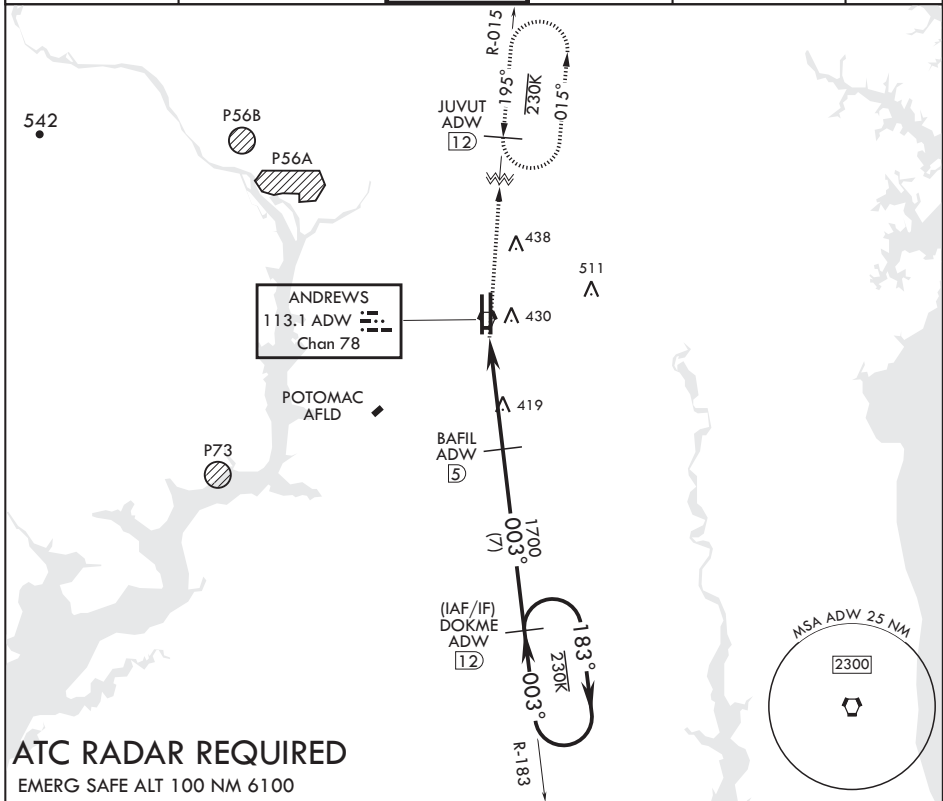 R-015
195°
230K
015°
JUVUT
ADW
12
542
P56B
P56A
438
511
ANDREWS
113.1 ADW
Chan 78
430
POTOMAC
AFLD
419
BAFIL
ADW
5
P73
1700
003°
(7)
(IAF/IF)
DOKME
ADW
12
183°
230K
003°
R-183
MSA ADW 25 NM
2300
ATC RADAR REQUIRED
EMERG SAFE ALT 100 NM 6100